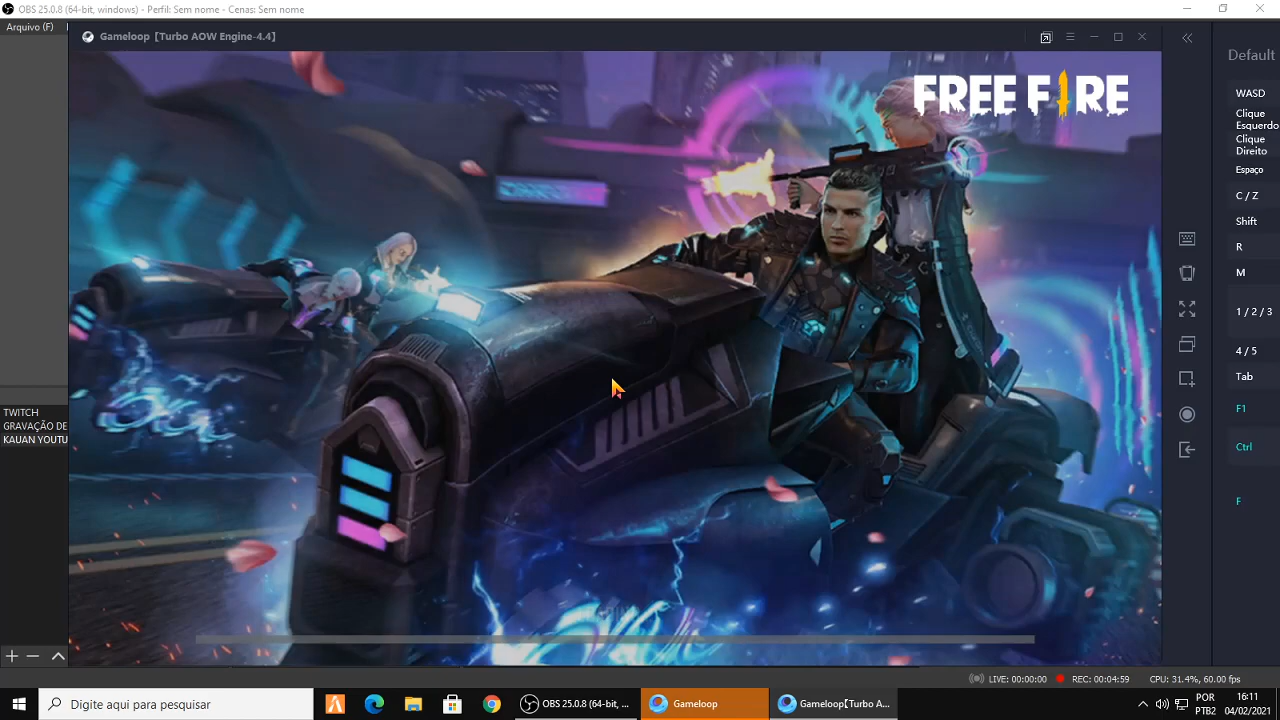 OBS 25.0.8 (64-bit, windows) - Perfil: Sem nome - Cenas: Sem nome
Arquivo (F)
Gameloop【Turbo AOW Engine-4.4】
FREE FIRE
Default
WASD
Clique
Esquerdo
Clique
Direito
Espaço
C / Z
Shift
R
M
1 / 2 / 3
4 / 5
Tab
F1
Ctrl
F
TWITCH
GRAVAÇÃO DE
KAUAN YOUTU
LIVE: 00:00:00
REC: 00:04:59
CPU: 31.4%, 60.00 fps
Digite aqui para pesquisar
OBS 25.0.8 (64-bit, ...
Gameloop
Gameloop【Turbo A...
POR
PTB2
16:11
04/02/2021